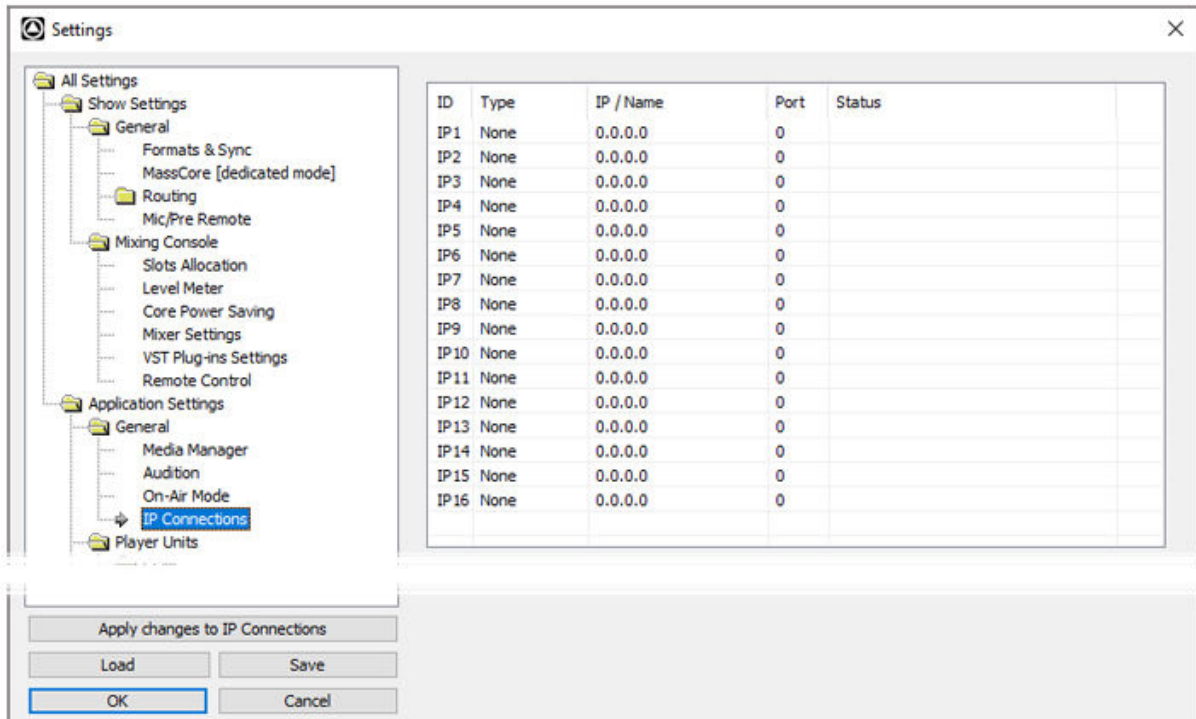 Settings
All Settings
Show Settings
General
Formats & Sync
MassCore [dedicated mode]
Routing
Mic/Pre Remote
Mixing Console
Slots Allocation
Level Meter
Core Power Saving
Mixer Settings
VST Plug-ins Settings
Remote Control
Application Settings
General
Media Manager
Audition
On-Air Mode
IP Connections
Player Units
Apply changes to IP Connections
Load Save
OK Cancel
ID Type IP / Name Port Status
IP1 None 0.0.0.0 0
IP2 None 0.0.0.0 0
IP3 None 0.0.0.0 0
IP4 None 0.0.0.0 0
IP5 None 0.0.0.0 0
IP6 None 0.0.0.0 0
IP7 None 0.0.0.0 0
IP8 None 0.0.0.0 0
IP9 None 0.0.0.0 0
IP10 None 0.0.0.0 0
IP11 None 0.0.0.0 0
IP12 None 0.0.0.0 0
IP13 None 0.0.0.0 0
IP14 None 0.0.0.0 0
IP15 None 0.0.0.0 0
IP16 None 0.0.0.0 0